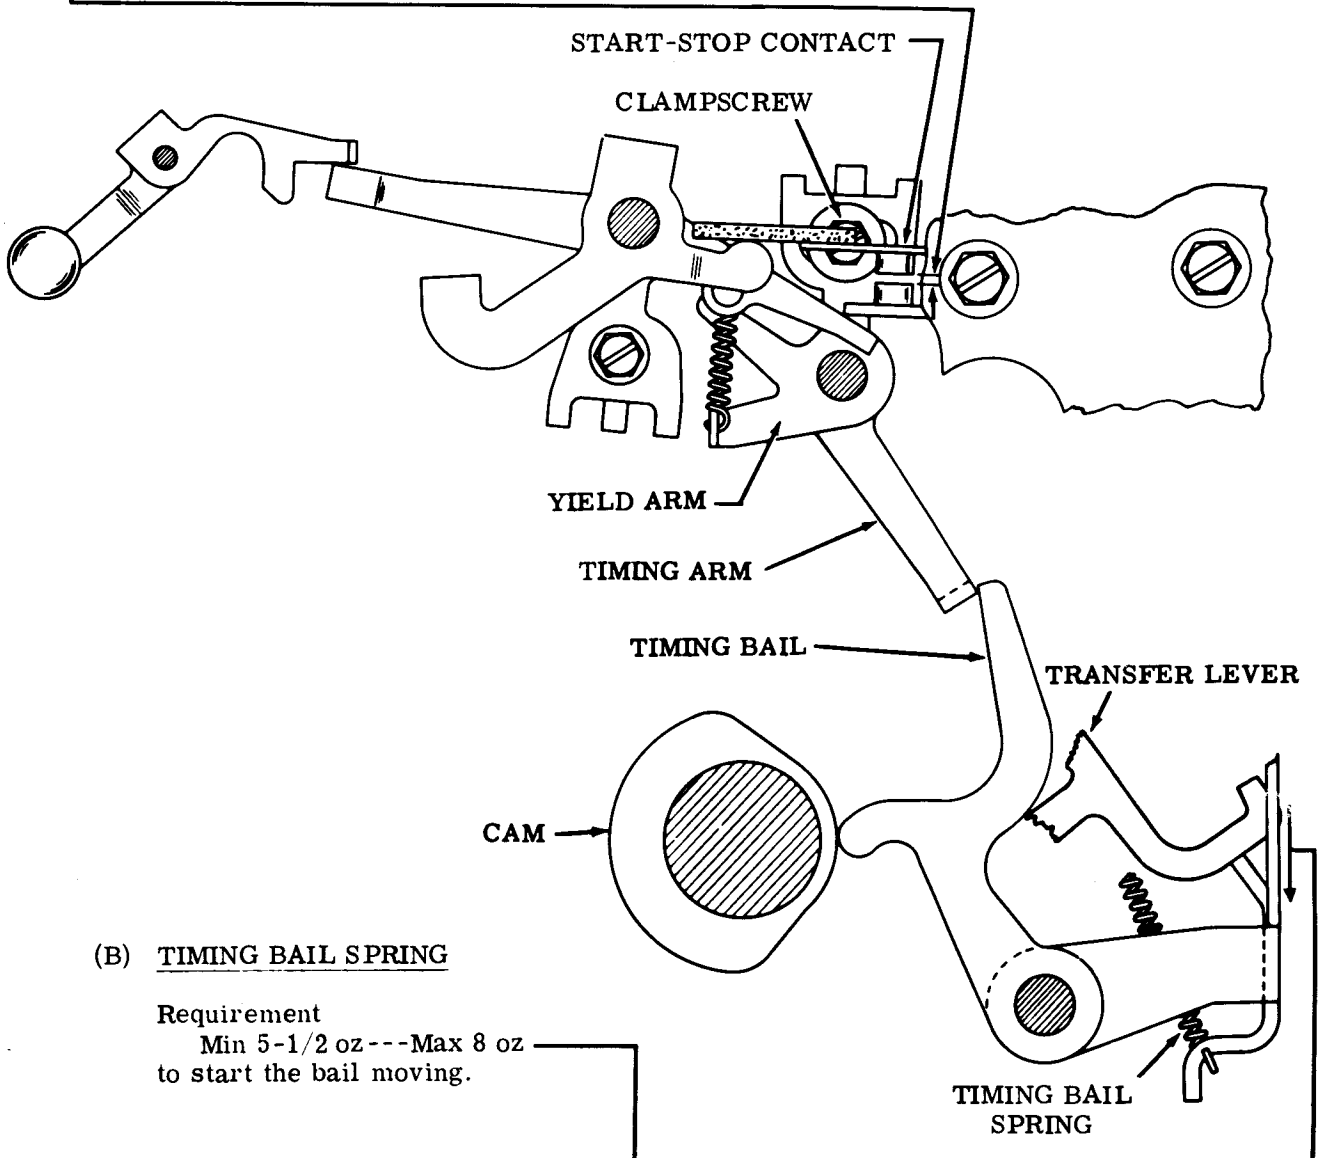 START-STOP CONTACT
CLAMPSCREW
YIELD ARM
TIMING ARM
TIMING BAIL
TRANSFER LEVER
CAM
(B) TIMING BAIL SPRING
Requirement
Min 5-1/2 oz---Max 8 oz
to start the bail moving.
TIMING BAIL
SPRING